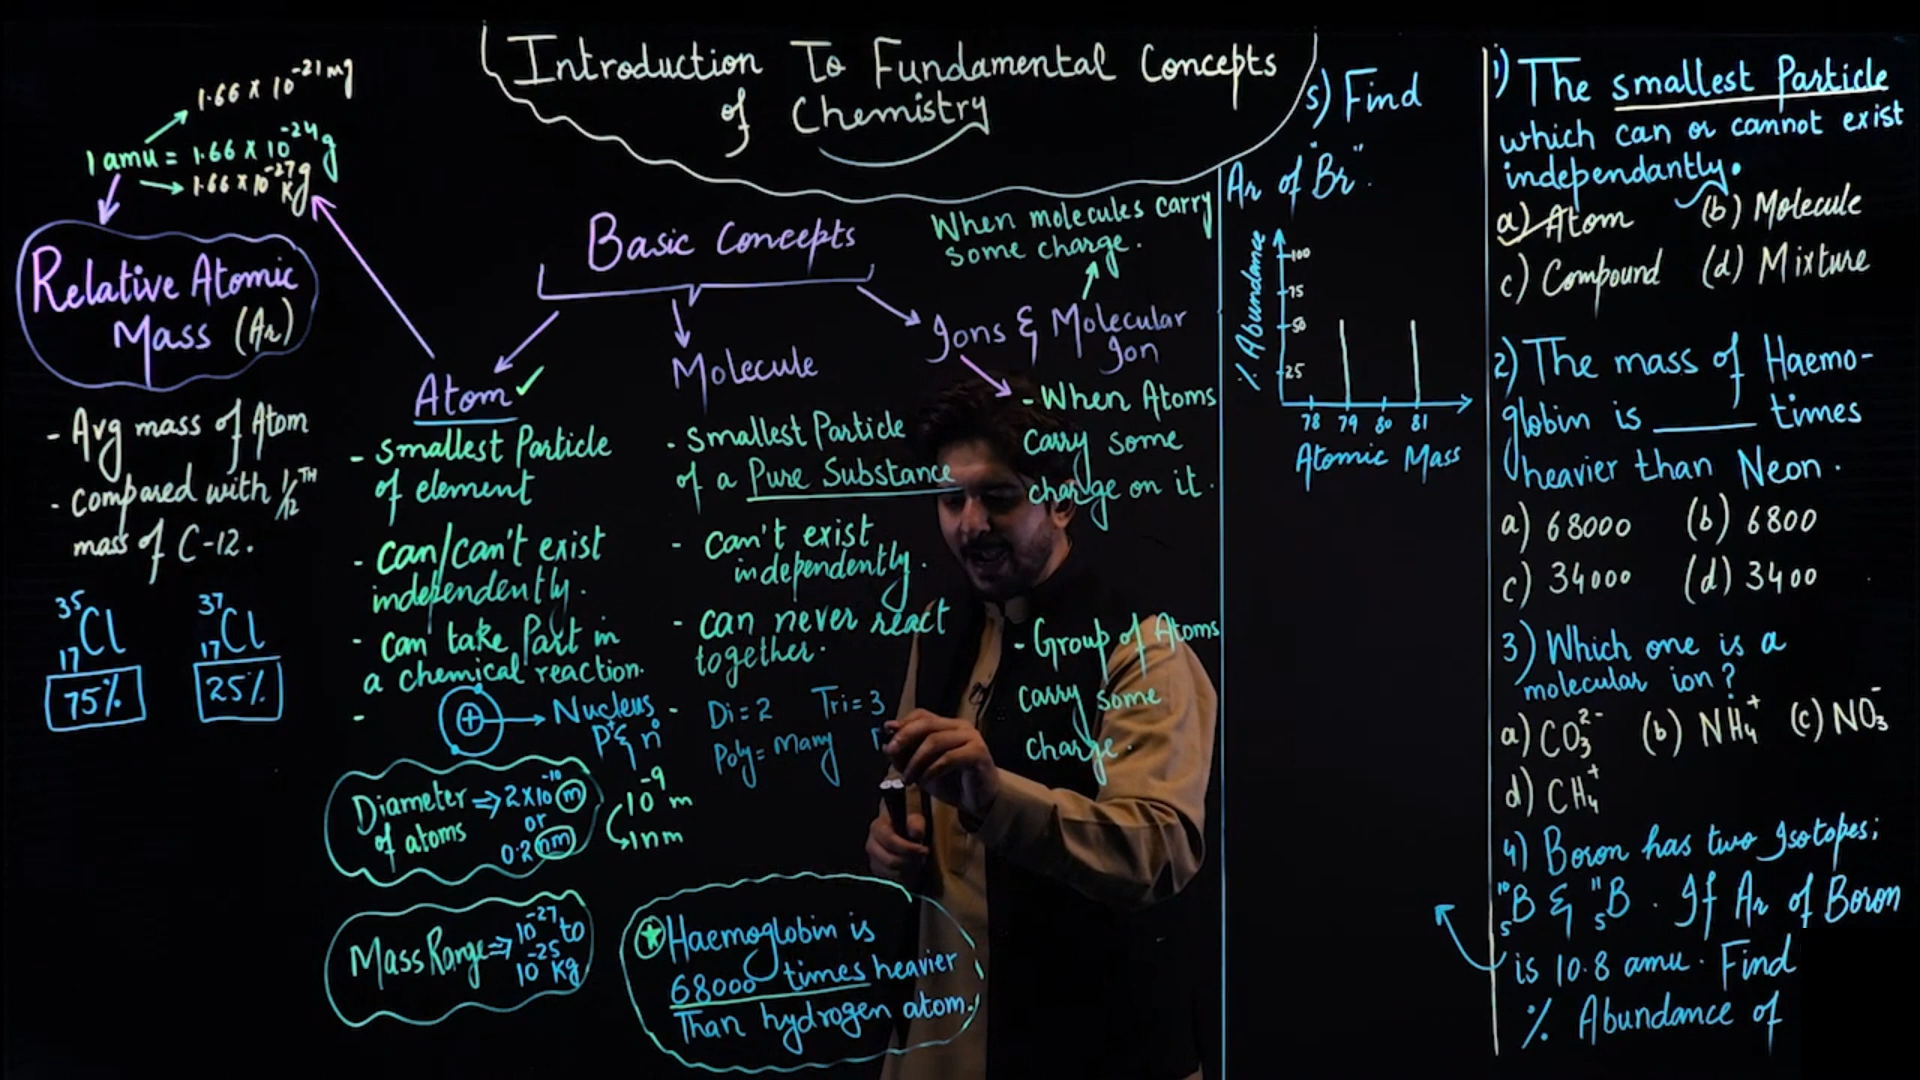 Introduction To Fundamental Concepts
of Chemistry
1.66 x 10^-21 mg
1 amu = 1.66 x 10^-24 g
1.66 x 10^-27 Kg
Relative Atomic
Mass (Ar)
- Avg mass of Atom
- compared with 1/12TH
mass of C-12.
35 17 Cl 37 17 Cl
75% 25%
Basic Concepts
Atom ✓
- smallest Particle
of element
- can/can't exist
independently.
- can take Part in
a chemical reaction.
- + → Nucleus
P+ & n°
Diameter ⇒ 2x10^-10 m
of atoms or
0.2 nm
10^-9 m
1nm
Mass Range ⇒ 10^-27 to
10^-25 Kg
Molecule
- Smallest Particle
of a Pure Substance
- can't exist
independently.
- can never react
together.
- Di = 2 Tri = 3
Poly = Many
★ Haemoglobin is
68000 times heavier
Than hydrogen atom.
When molecules carry
some charge.
Ions & Molecular
Ion
- When Atoms
carry some
charge on it.
- Group of Atoms
carry some
charge.
5) Find
Ar of "Br".
% Abundance
100
75
50
25
78 79 80 81
Atomic Mass
1) The smallest Particle
which can or cannot exist
independantly.
a) Atom (b) Molecule
c) Compound (d) Mixture
2) The mass of Haemo-
globin is ______ times
heavier than Neon.
a) 68000 (b) 6800
c) 34000 (d) 3400
3) Which one is a
molecular ion?
a) CO3^2- (b) NH4^+ (c) NO3^-
d) CH4^+
4) Boron has two Isotopes;
10 5 B & 11 5 B. If Ar of Boron
is 10.8 amu. Find
% Abundance of